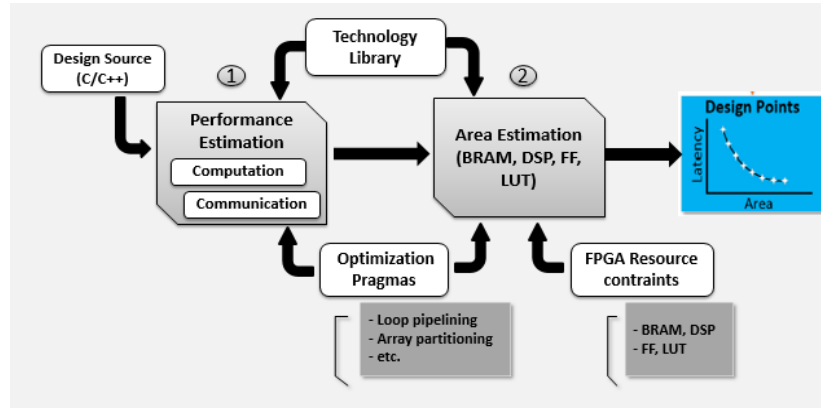 Design Source
(C/C++)
1
Technology
Library
2
Performance
Estimation
Computation
Communication
Area Estimation
(BRAM, DSP, FF,
LUT)
Design Points
Latency
Area
Optimization
Pragmas
FPGA Resource
contraints
- Loop pipelining
- Array partitioning
- etc.
- BRAM, DSP
- FF, LUT